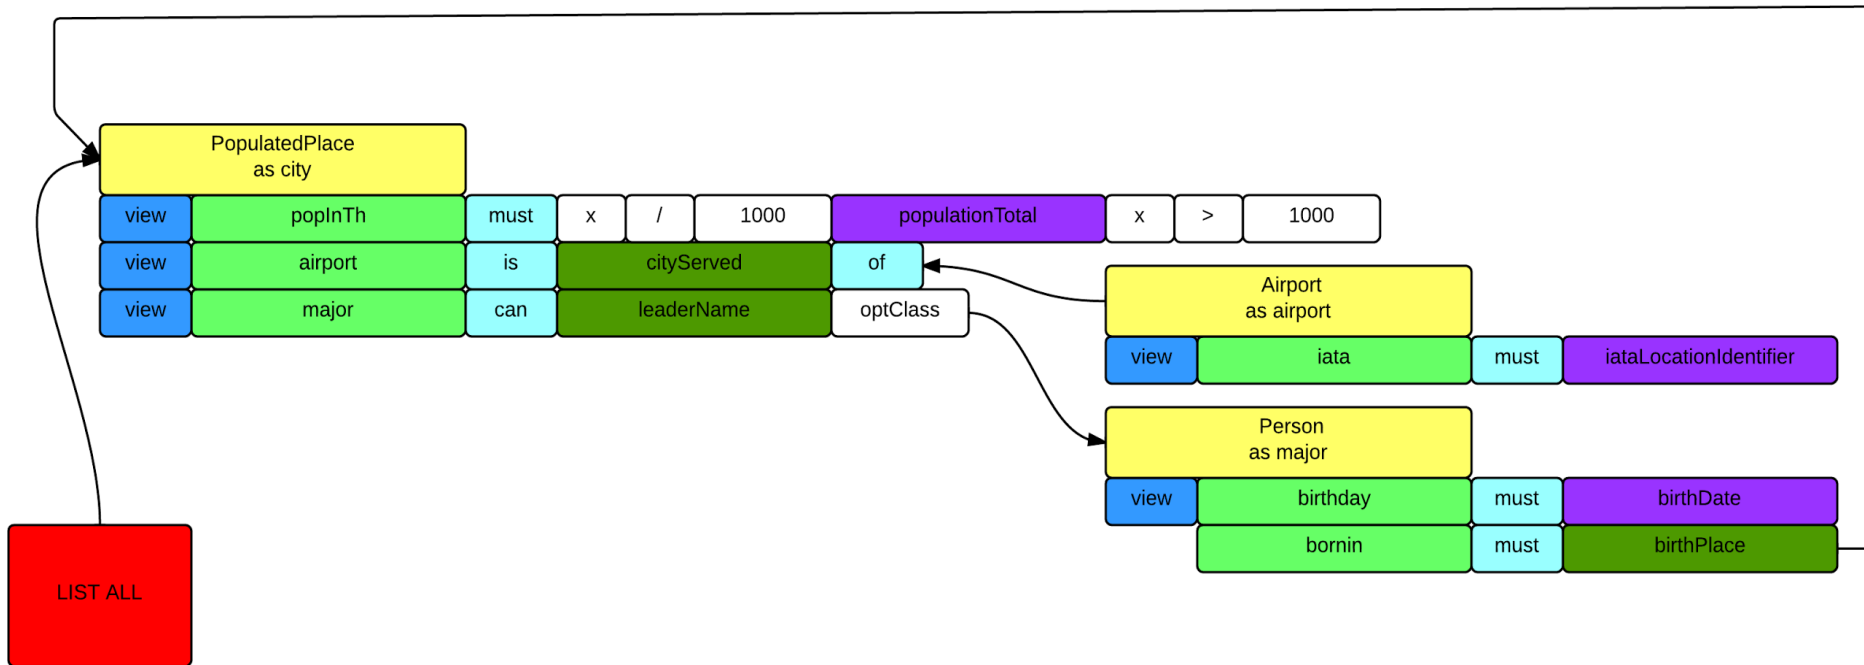 PopulatedPlace
as city
view popInTh must x / 1000 populationTotal x > 1000
view airport is cityServed of
view major can leaderName optClass
Airport
as airport
view iata must iataLocationIdentifier
Person
as major
view birthday must birthDate
bornin must birthPlace
LIST ALL